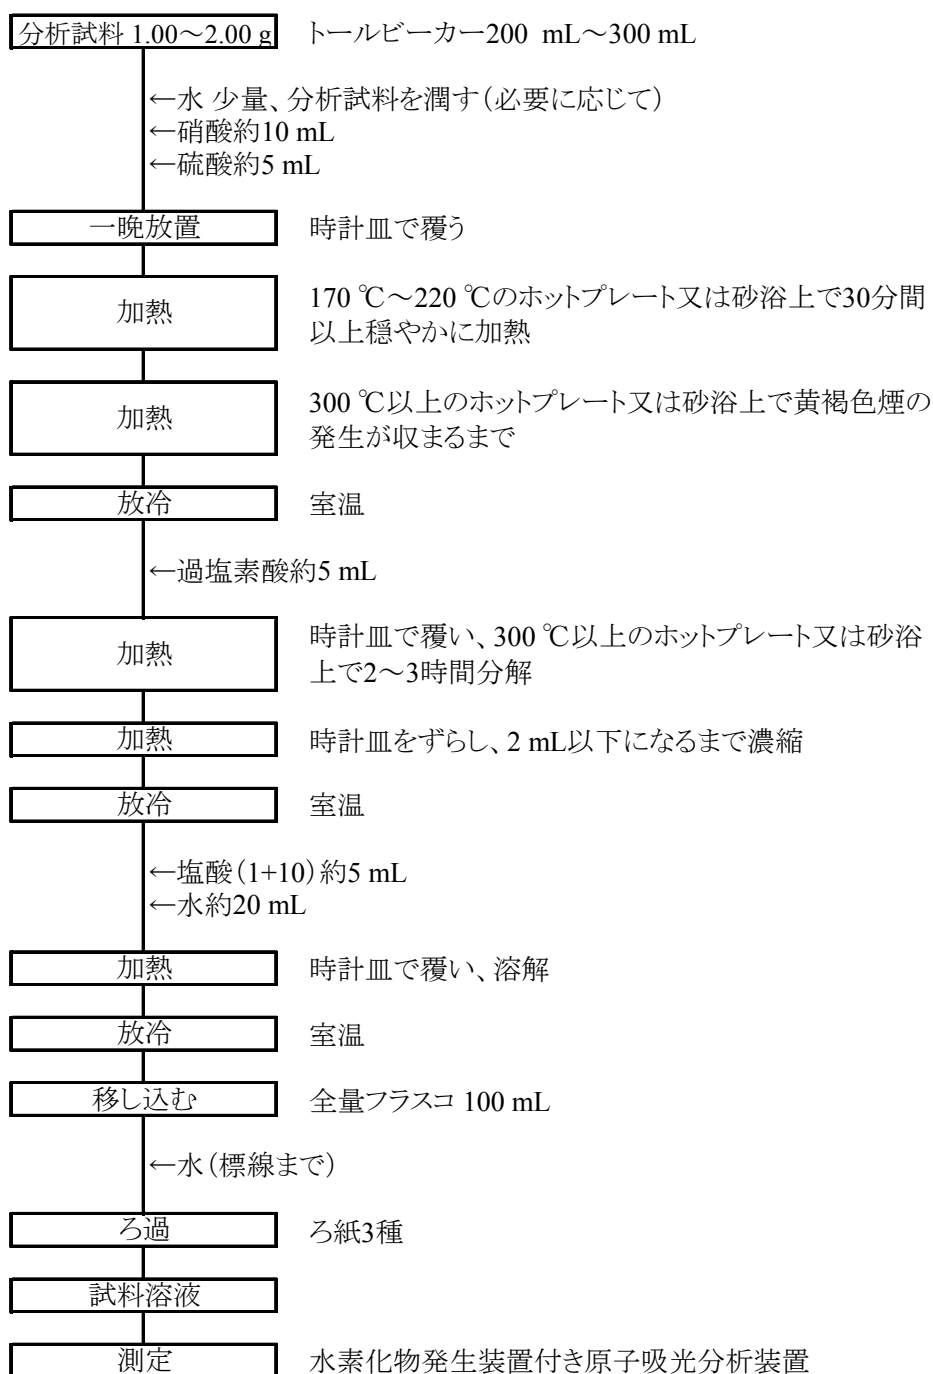 分析試料 1.00～2.00 g トールビーカー200 mL～300 mL
←水 少量、分析試料を潤す（必要に応じて）
←硝酸約10 mL
←硫酸約5 mL
一晩放置 時計皿で覆う
加熱 170 ℃～220 ℃のホットプレート又は砂浴上で30分間
以上穏やかに加熱
加熱 300 ℃以上のホットプレート又は砂浴上で黄褐色煙の
発生が収まるまで
放冷 室温
←過塩素酸約5 mL
加熱 時計皿で覆い、300 ℃以上のホットプレート又は砂浴
上で2～3時間分解
加熱 時計皿をずらし、2 mL以下になるまで濃縮
放冷 室温
←塩酸（1+10）約5 mL
←水約20 mL
加熱 時計皿で覆い、溶解
放冷 室温
移し込む 全量フラスコ 100 mL
←水（標線まで）
ろ過 ろ紙3種
試料溶液
測定 水素化物発生装置付き原子吸光分析装置